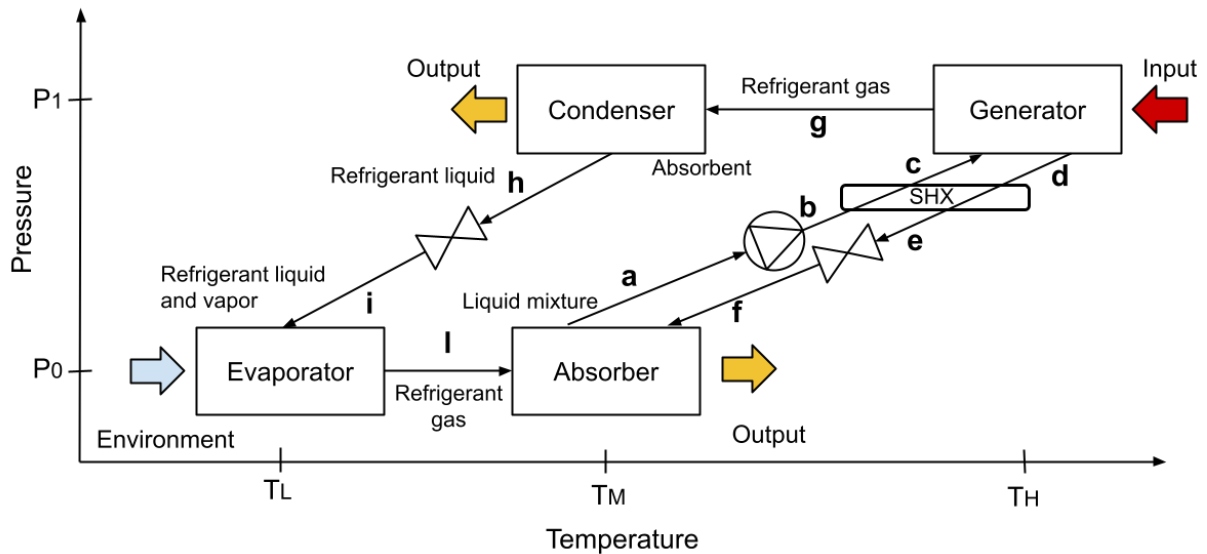 Output
Input
P1
Condenser
Refrigerant gas
g
Generator
Absorbent
Refrigerant liquid
h
c
d
SHX
b
e
Pressure
Refrigerant liquid
and vapor
i
Liquid mixture
a
f
P0
Evaporator
l
Refrigerant
gas
Absorber
Environment
Output
TL
TM
TH
Temperature